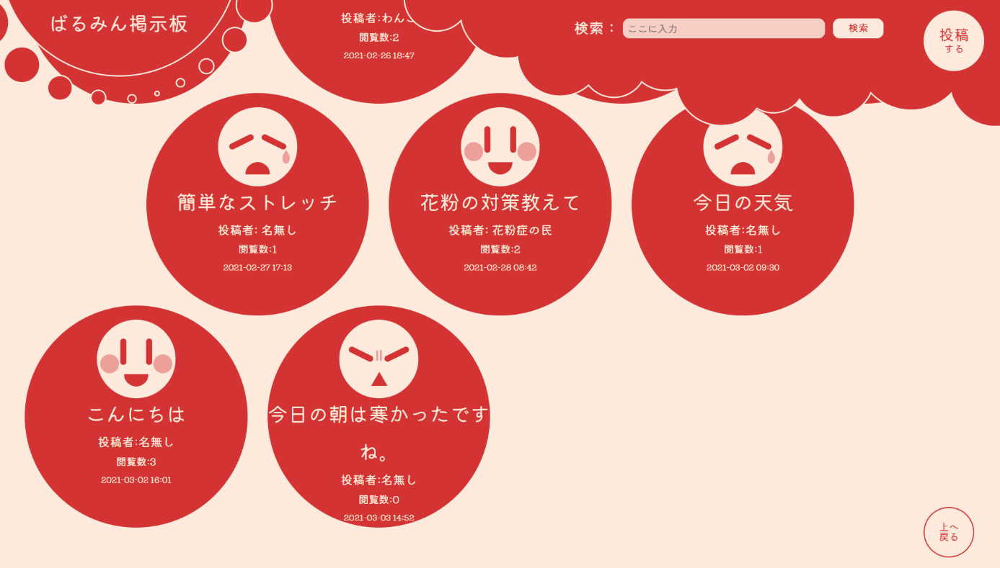 ばるみん掲示板
投稿者:わん
閲覧数:2
2021-02-26 18:47
検索：
ここに入力
検索
投稿
する
簡単なストレッチ
投稿者: 名無し
閲覧数:1
2021-02-27 17:13
花粉の対策教えて
投稿者: 花粉症の民
閲覧数:2
2021-02-28 08:42
今日の天気
投稿者:名無し
閲覧数:1
2021-03-02 09:30
こんにちは
投稿者:名無し
閲覧数:3
2021-03-02 16:01
今日の朝は寒かったです
ね。
投稿者:名無し
閲覧数:0
2021-03-03 14:52
上へ
戻る